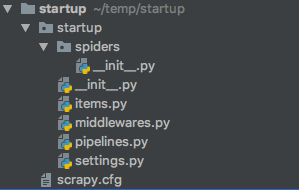 startup ~/temp/startup
startup
spiders
__init__.py
__init__.py
items.py
middlewares.py
pipelines.py
settings.py
scrapy.cfg